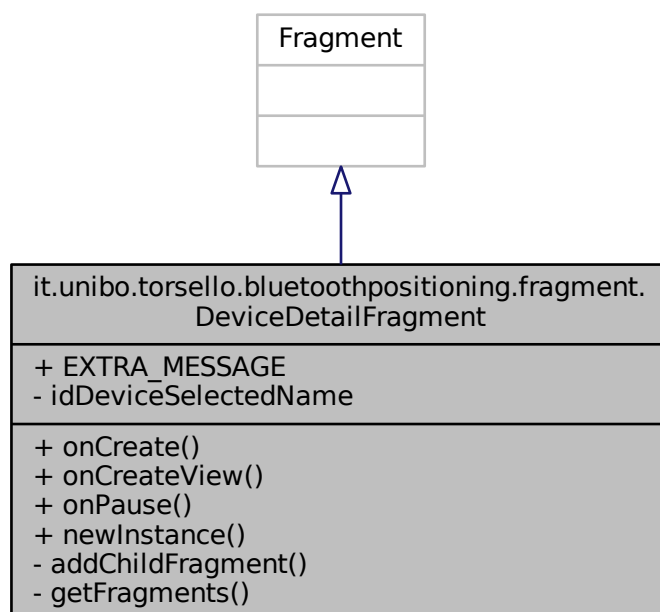 Fragment
it.unibo.torsello.bluetoothpositioning.fragment.
DeviceDetailFragment
+ EXTRA_MESSAGE
- idDeviceSelectedName
+ onCreate()
+ onCreateView()
+ onPause()
+ newInstance()
- addChildFragment()
- getFragments()